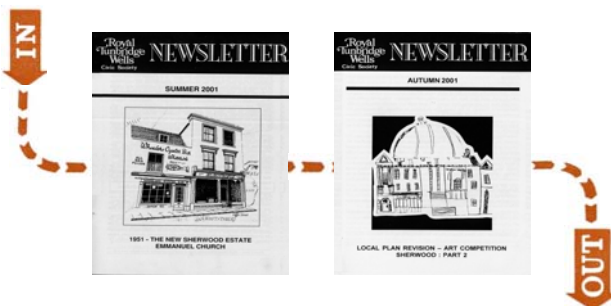 IN
Royal
Tunbridge
Wells
Civic Society
NEWSLETTER
SUMMER 2001
1951 - THE NEW SHERWOOD ESTATE
EMMANUEL CHURCH
Royal
Tunbridge
Wells
Civic Society
NEWSLETTER
AUTUMN 2001
LOCAL PLAN REVISION - ART COMPETITION
SHERWOOD : PART 2
OUT